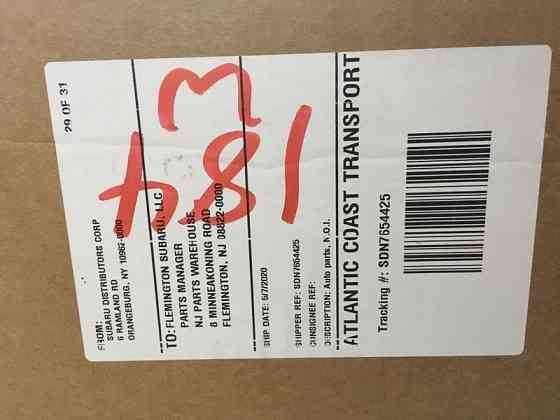 29 OF 31
FROM:
SUBARU DISTRIBUTORS CORP
6 RAMLAND RD
ORANGEBURG, NY 10962-0000
TO: FLEMINGTON SUBARU, LLC
PARTS MANAGER
NJ PARTS WAREHOUSE
8 MINNEAKONING ROAD
FLEMINGTON, NJ 08822-0000
SHIP DATE: 5/7/2020
SHIPPER REF: SDN7654425
CONSIGNEE REF:
DESCRIPTION: Auto parts, N.O.I.
ATLANTIC COAST TRANSPORT
Tracking #: SDN7654425